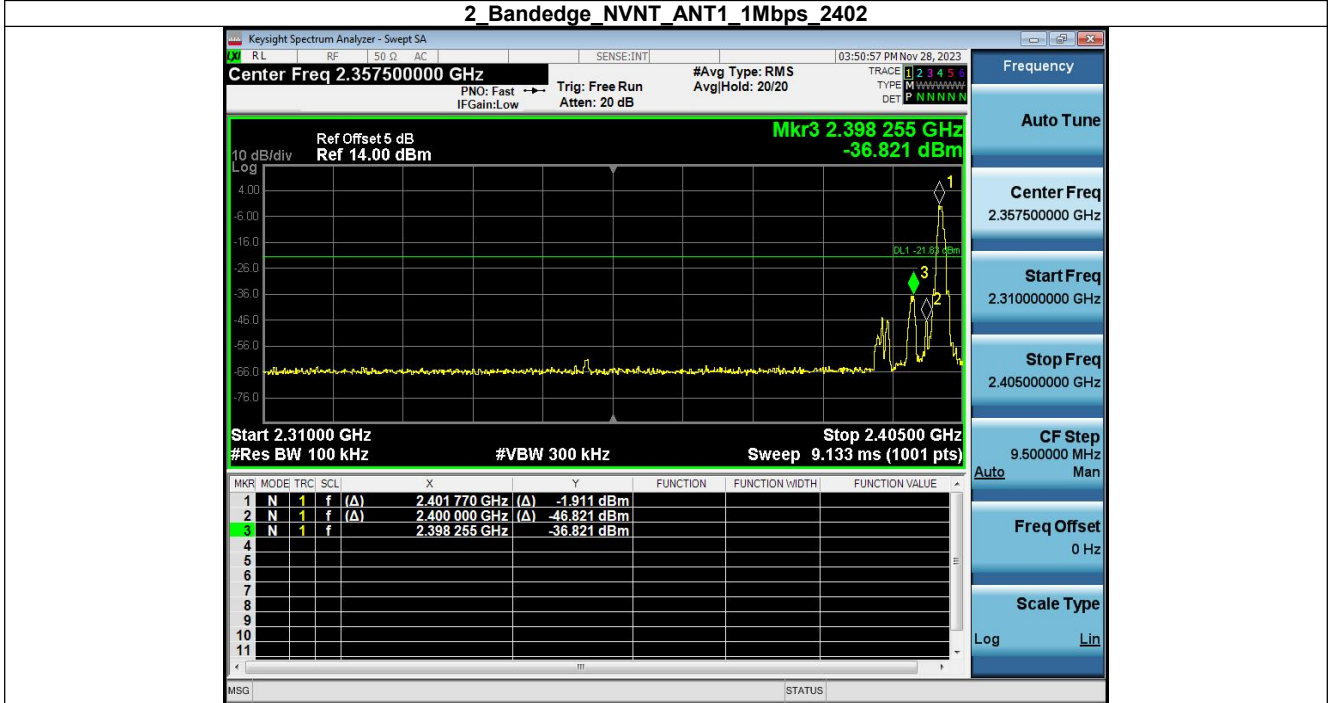 2_Bandedge_NVNT_ANT1_1Mbps_2402
Keysight Spectrum Analyzer - Swept SA
LXI RL RF 50 Ω AC SENSE:INT 03:50:57 PM Nov 28, 2023
Center Freq 2.357500000 GHz
PNO: Fast
IFGain:Low
Trig: Free Run
Atten: 20 dB
#Avg Type: RMS
Avg|Hold: 20/20
TRACE 1 2 3 4 5 6
TYPE M WWWWW
DET P N N N N N
Mkr3 2.398 255 GHz
-36.821 dBm
Ref Offset 5 dB
10 dB/div Ref 14.00 dBm
Log
4.00
-6.00
-16.0
-26.0
-36.0
-46.0
-56.0
-66.0
-76.0
1
DL1 -21.83 dBm
3
2
Start 2.31000 GHz Stop 2.40500 GHz
#Res BW 100 kHz #VBW 300 kHz Sweep 9.133 ms (1001 pts)
MKR MODE TRC SCL X Y FUNCTION FUNCTION WIDTH FUNCTION VALUE
1 N 1 f (Δ) 2.401 770 GHz (Δ) -1.911 dBm
2 N 1 f (Δ) 2.400 000 GHz (Δ) -46.821 dBm
3 N 1 f 2.398 255 GHz -36.821 dBm
4
5
6
7
8
9
10
11
MSG STATUS
Frequency
Auto Tune
Center Freq
2.357500000 GHz
Start Freq
2.310000000 GHz
Stop Freq
2.405000000 GHz
CF Step
9.500000 MHz
Auto Man
Freq Offset
0 Hz
Scale Type
Log Lin